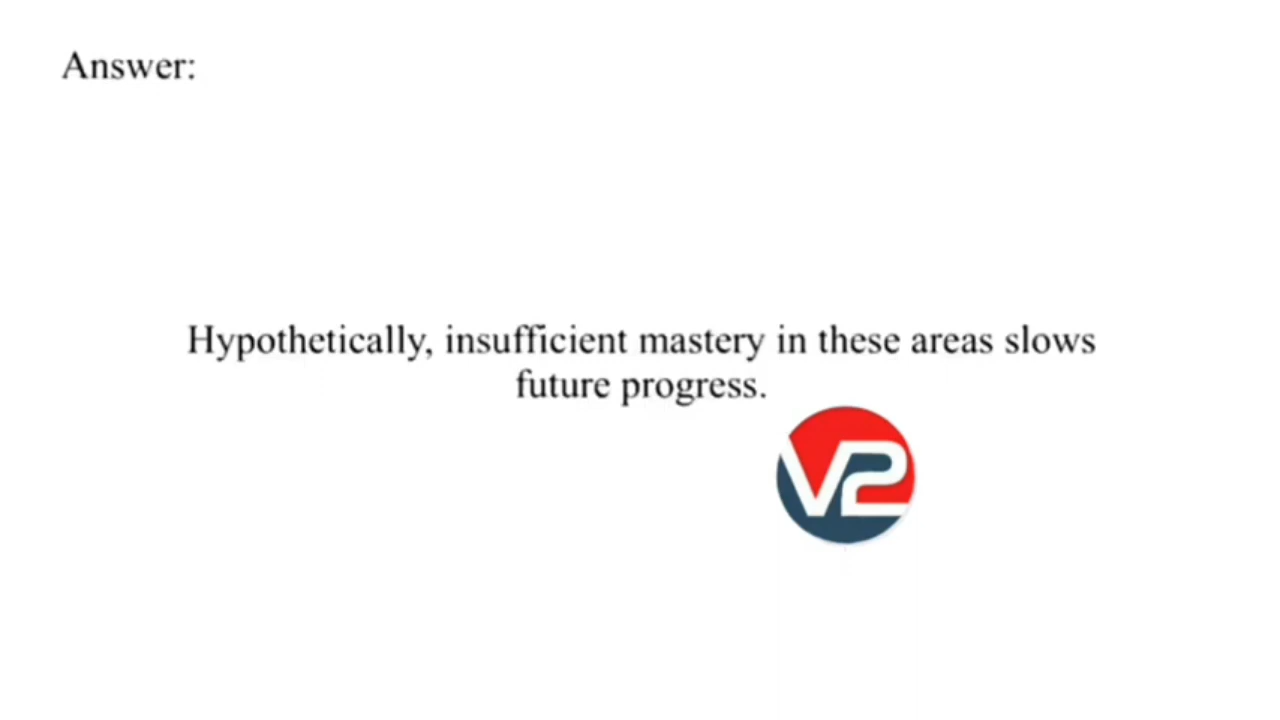 Answer:
Hypothetically, insufficient mastery in these areas slows
future progress.
V2